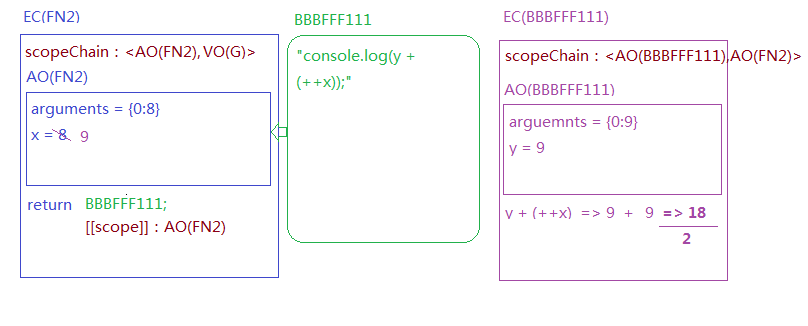 EC(FN2)
scopeChain：<AO(FN2),VO(G)>
AO(FN2)
arguments = {0:8}
x = 8 9
return BBBFFF111;
[[scope]]：AO(FN2)
BBBFFF111
"console.log(y +
(++x));"
EC(BBBFFF111)
scopeChain：<AO(BBBFFF111),AO(FN2)>
AO(BBBFFF111)
arguemnts = {0:9}
y = 9
y + (++x) => 9 + 9 => 18
2